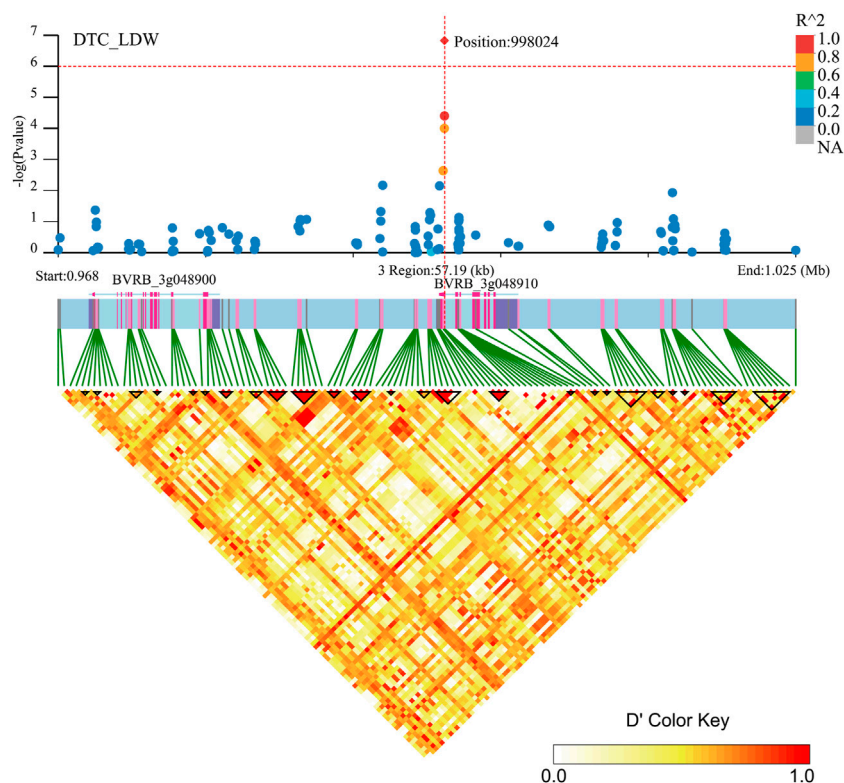 DTC_LDW
Position:998024
-log(Pvalue)
7
6
5
4
3
2
1
0
R^2
1.0
0.8
0.6
0.4
0.2
0.0
NA
Start:0.968
3 Region:57.19 (kb)
End:1.025 (Mb)
BVRB_3g048900
BVRB_3g048910
D' Color Key
0.0
1.0